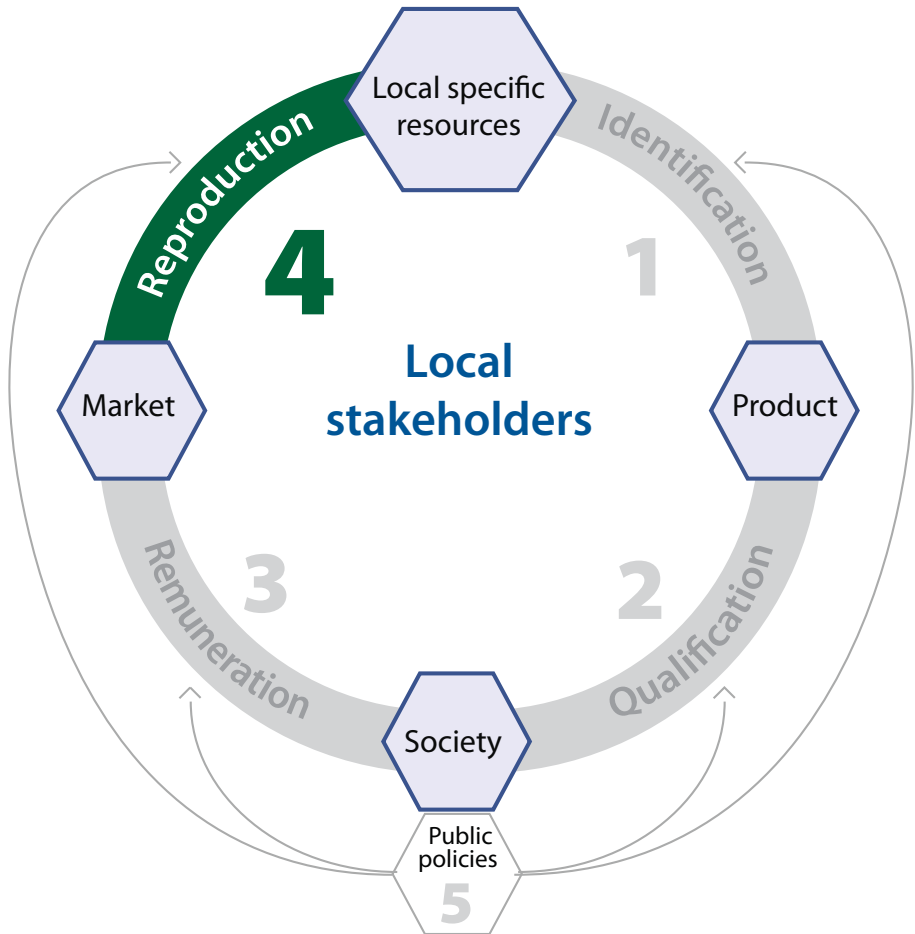 Local specific
resources
Reproduction
Identification
4
1
Local
stakeholders
Market
Product
3
2
Remuneration
Qualification
Society
Public
policies
5